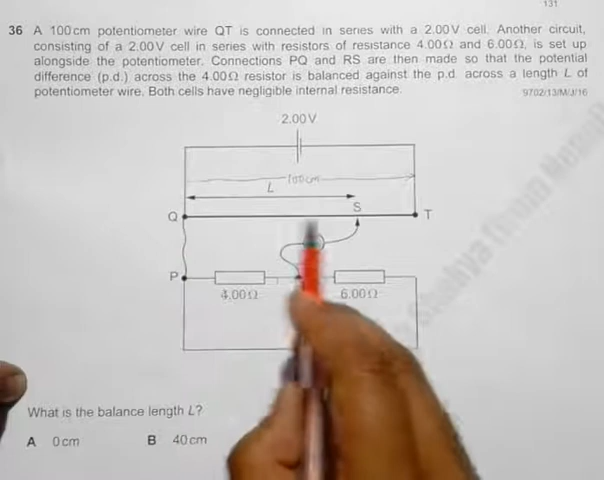 131
36 A 100 cm potentiometer wire QT is connected in series with a 2.00 V cell. Another circuit,
consisting of a 2.00 V cell in series with resistors of resistance 4.00 Ω and 6.00 Ω, is set up
alongside the potentiometer. Connections PQ and RS are then made so that the potential
difference (p.d.) across the 4.00 Ω resistor is balanced against the p.d. across a length L of
potentiometer wire. Both cells have negligible internal resistance.
9702/13/M/J/16
2.00 V
100cm
L
S
Q
T
P
4.00 Ω
6.00 Ω
What is the balance length L?
A 0 cm B 40 cm